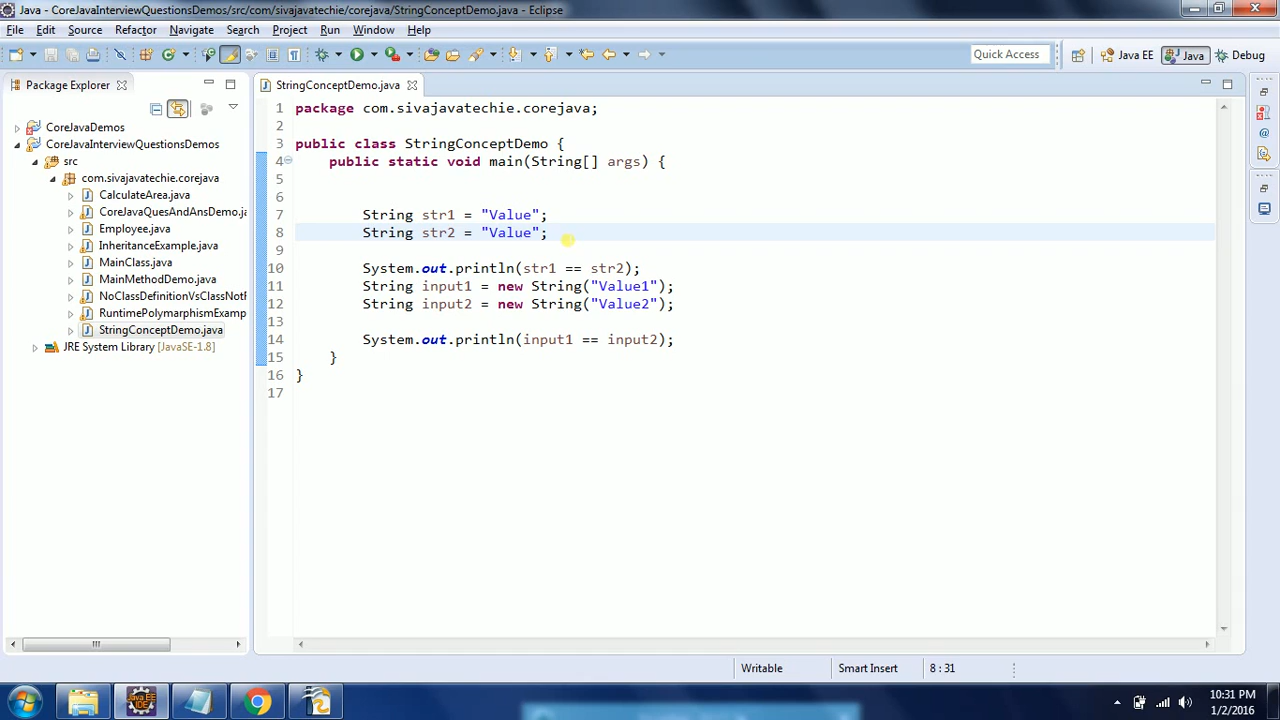 Java - CoreJavaInterviewQuestionsDemos/src/com/sivajavatechie/corejava/StringConceptDemo.java - Eclipse
File Edit Source Refactor Navigate Search Project Run Window Help
Quick Access Java EE Java Debug
Package Explorer
CoreJavaDemos
CoreJavaInterviewQuestionsDemos
src
com.sivajavatechie.corejava
CalculateArea.java
CoreJavaQuesAndAnsDemo.ja
Employee.java
InheritanceExample.java
MainClass.java
MainMethodDemo.java
NoClassDefinitionVsClassNotF
RuntimePolymorphismExamp
StringConceptDemo.java
JRE System Library [JavaSE-1.8]
StringConceptDemo.java
1 package com.sivajavatechie.corejava;
2
3 public class StringConceptDemo {
4 public static void main(String[] args) {
5
6
7 String str1 = "Value";
8 String str2 = "Value";
9
10 System.out.println(str1 == str2);
11 String input1 = new String("Value1");
12 String input2 = new String("Value2");
13
14 System.out.println(input1 == input2);
15 }
16 }
17
Writable Smart Insert 8 : 31
Java EE IDE
10:31 PM
1/2/2016